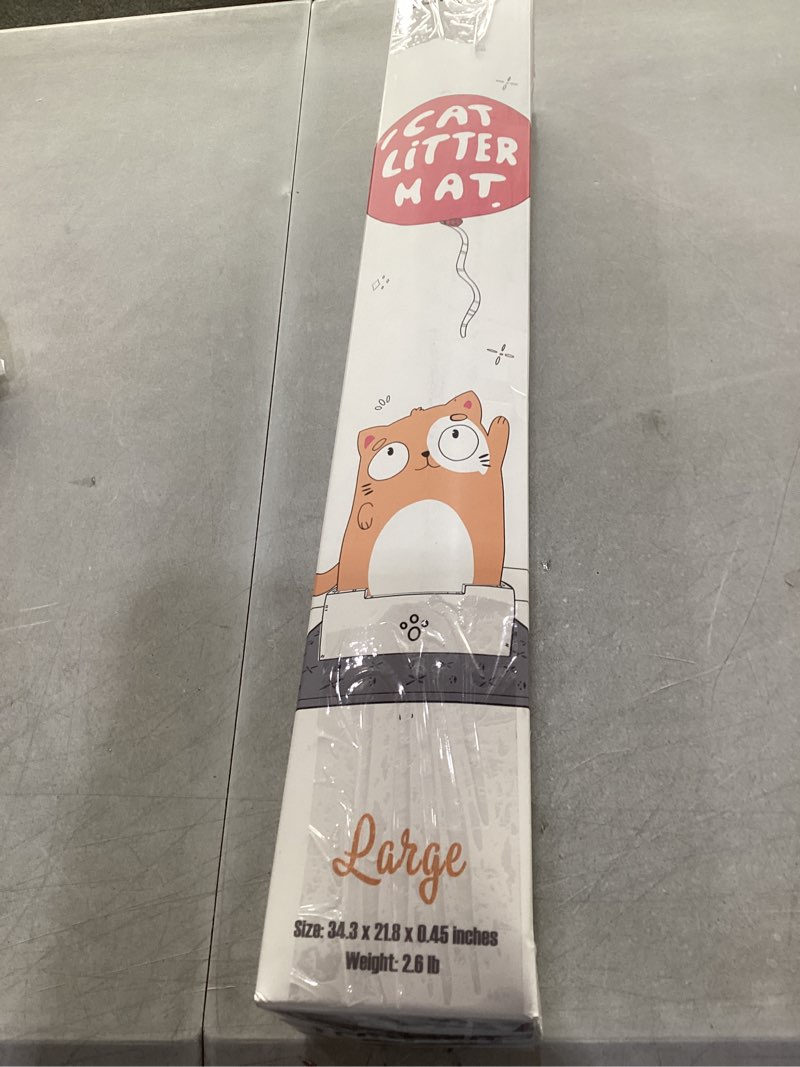 CAT
LiTTER
MAT.
Large
Size: 34.3 x 21.8 x 0.45 inches
Weight: 2.6 lb